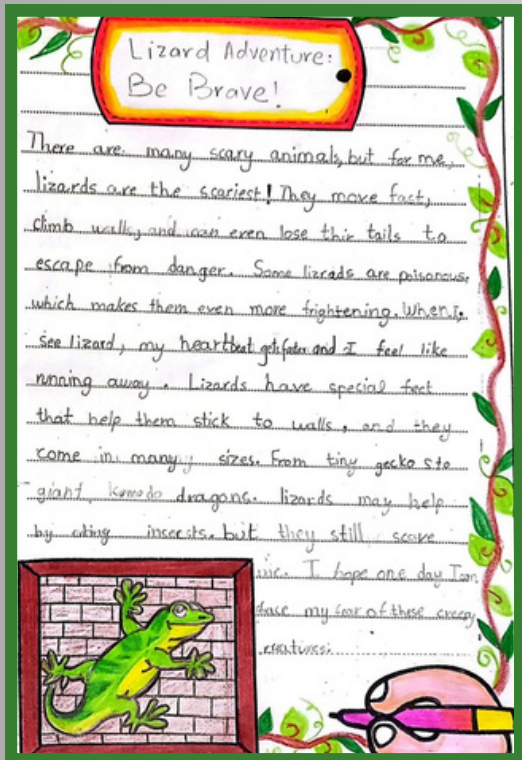 Lizard Adventure:
Be Brave!
There are many scary animals, but for me,
lizards are the scariest! They move fast,
climb walls, and can even lose thir tails to
escape from danger. Some lizrads are poisonous,
which makes them even more frightening. When I
see lizard, my heartbeat gets faster and I feel like
running away. Lizards have special feet
that help them stick to walls, and they
come in many sizes. From tiny gecko s to
giant Komodo dragons. lizards may help
by eating insects. but they still scare
me. I hope one day I can
face my fear of these creepy
creatures.